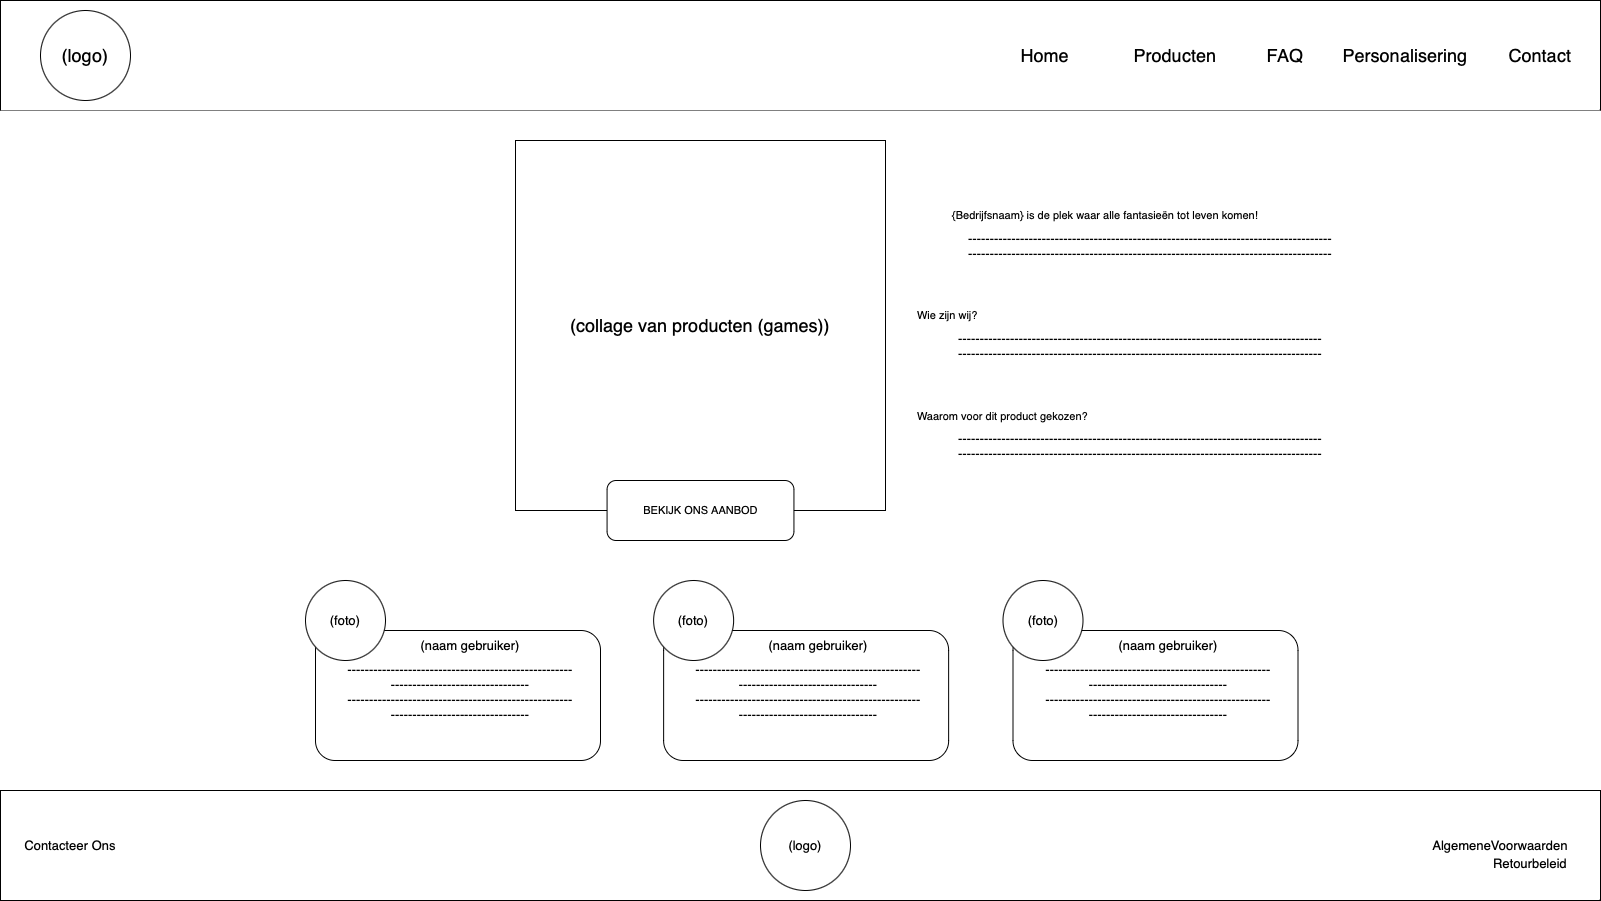 (logo)
Home
Producten
FAQ
Personalisering
Contact
(collage van producten (games))
BEKIJK ONS AANBOD
{Bedrijfsnaam} is de plek waar alle fantasieën tot leven komen!
Wie zijn wij?
Waarom voor dit product gekozen?
(foto)
(naam gebruiker)
(foto)
(naam gebruiker)
(foto)
(naam gebruiker)
Contacteer Ons
(logo)
AlgemeneVoorwaarden
Retourbeleid